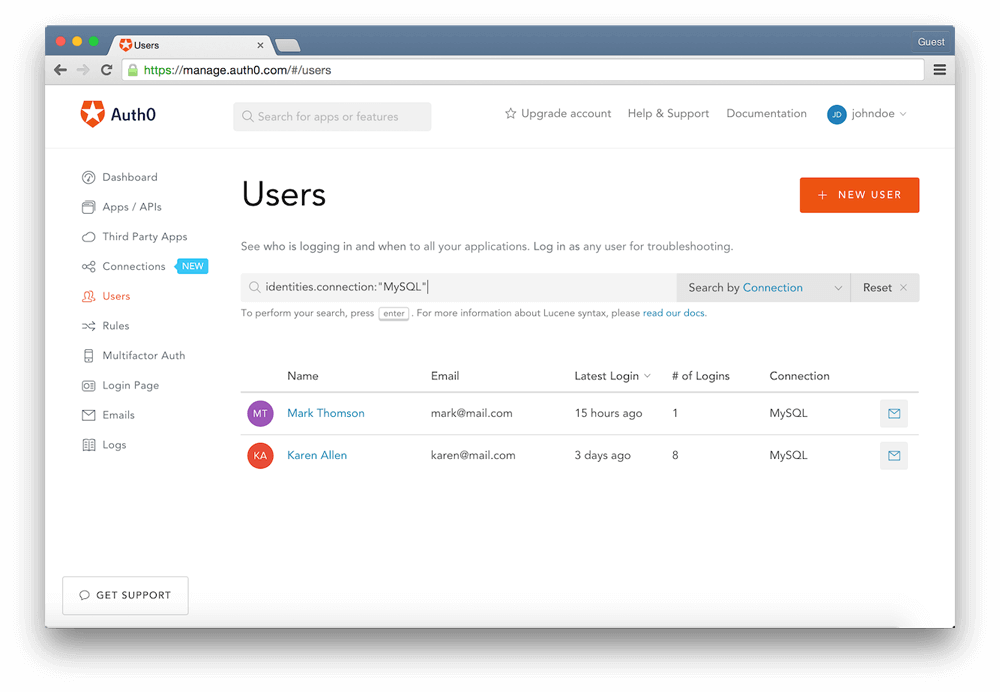 Users
Guest
https://manage.auth0.com/#/users
Auth0
Search for apps or features
Upgrade account
Help & Support
Documentation
JD
johndoe
Dashboard
Apps / APIs
Third Party Apps
Connections NEW
Users
Rules
Multifactor Auth
Login Page
Emails
Logs
GET SUPPORT
Users
+ NEW USER
See who is logging in and when to all your applications. Log in as any user for troubleshooting.
identities.connection:"MySQL"
Search by Connection
Reset
To perform your search, press enter . For more information about Lucene syntax, please read our docs.
Name Email Latest Login # of Logins Connection
MT Mark Thomson mark@mail.com 15 hours ago 1 MySQL
KA Karen Allen karen@mail.com 3 days ago 8 MySQL